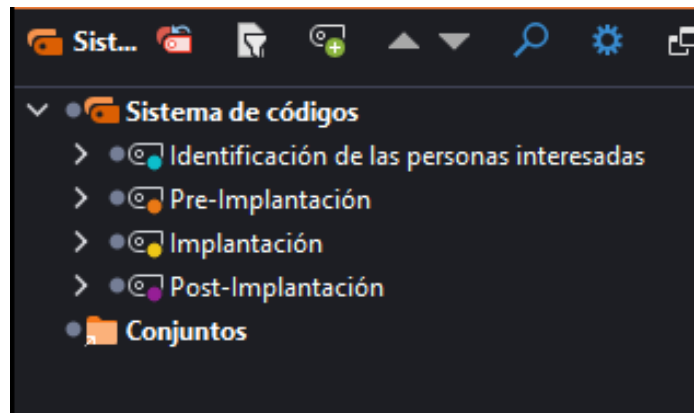 Sist...
Sistema de códigos
Identificación de las personas interesadas
Pre-Implantación
Implantación
Post-Implantación
Conjuntos